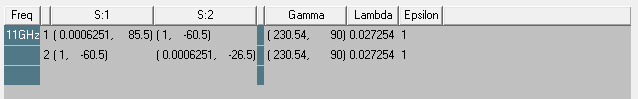 Freq S:1 S:2 Gamma Lambda Epsilon
11GHz 1 ( 0.0006251, 85.5) ( 1, -60.5) ( 230.54, 90) 0.027254 1
2 ( 1, -60.5) ( 0.0006251, -26.5) ( 230.54, 90) 0.027254 1